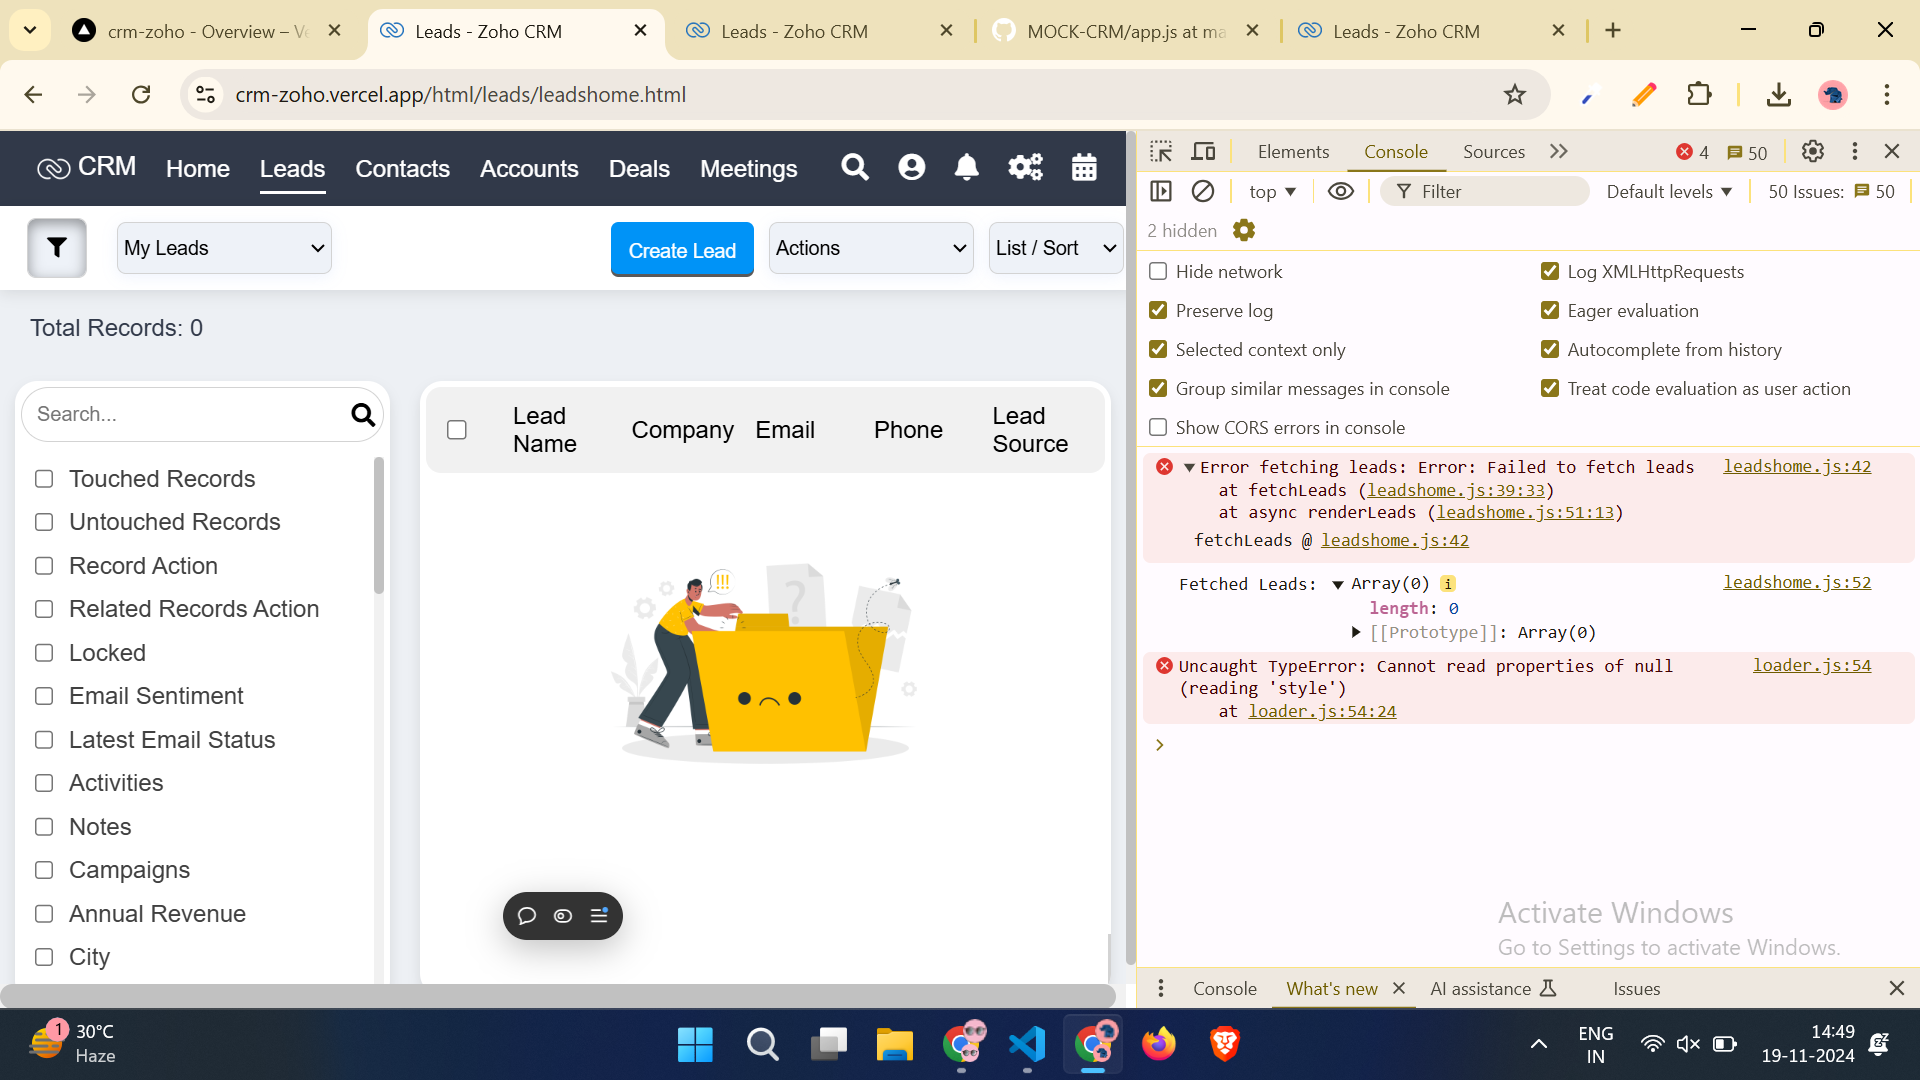 crm-zoho - Overview – Ve
Leads - Zoho CRM
Leads - Zoho CRM
MOCK-CRM/app.js at ma
Leads - Zoho CRM
crm-zoho.vercel.app/html/leads/leadshome.html
CRM Home Leads Contacts Accounts Deals Meetings
My Leads
Create Lead
Actions
List / Sort
Total Records: 0
Search...
Touched Records
Untouched Records
Record Action
Related Records Action
Locked
Email Sentiment
Latest Email Status
Activities
Notes
Campaigns
Annual Revenue
City
Lead Name
Company
Email
Phone
Lead Source
!!!
?
Elements Console Sources 4 50
top Filter Default levels 50 Issues: 50
2 hidden
Hide network Log XMLHttpRequests
Preserve log Eager evaluation
Selected context only Autocomplete from history
Group similar messages in console Treat code evaluation as user action
Show CORS errors in console
Error fetching leads: Error: Failed to fetch leads leadshome.js:42
at fetchLeads (leadshome.js:39:33)
at async renderLeads (leadshome.js:51:13)
fetchLeads @ leadshome.js:42
Fetched Leads: Array(0) i leadshome.js:52
length: 0
[[Prototype]]: Array(0)
Uncaught TypeError: Cannot read properties of null loader.js:54
(reading 'style')
at loader.js:54:24
Activate Windows
Go to Settings to activate Windows.
Console What's new AI assistance Issues
1
30°C
Haze
ENG
IN
14:49
19-11-2024